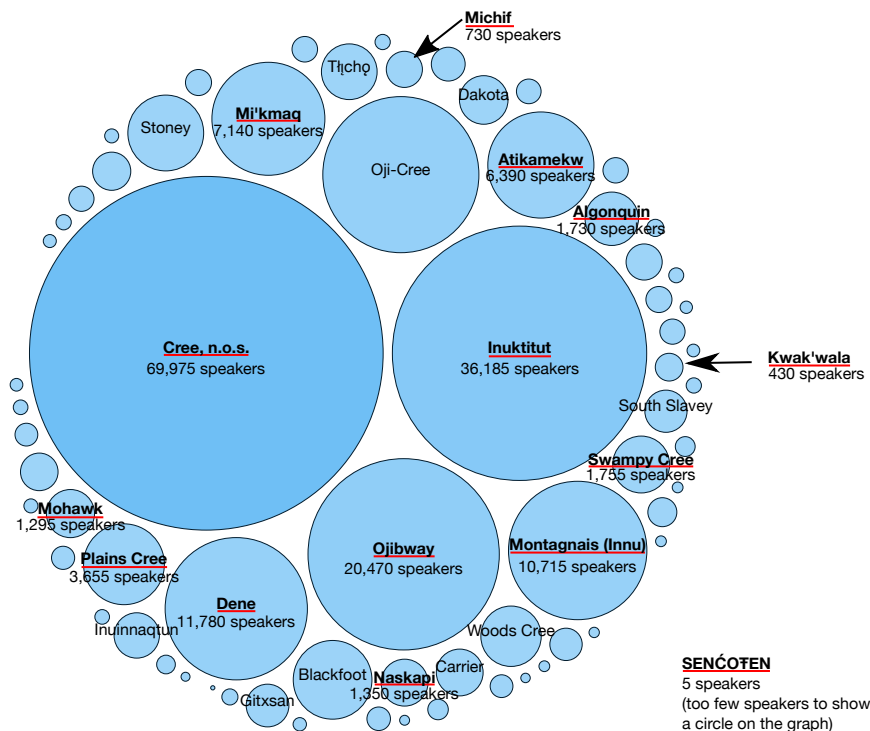 Michif
730 speakers
Tłı̨chǫ
Dakota
Mi'kmaq
7,140 speakers
Stoney
Oji-Cree
Atikamekw
6,390 speakers
Algonquin
1,730 speakers
Cree, n.o.s.
69,975 speakers
Inuktitut
36,185 speakers
Kwak'wala
430 speakers
South Slavey
Swampy Cree
1,755 speakers
Mohawk
1,295 speakers
Plains Cree
3,655 speakers
Ojibway
20,470 speakers
Montagnais (Innu)
10,715 speakers
Dene
11,780 speakers
Inuinnaqtun
Woods Cree
Blackfoot
Carrier
Naskapi
1,350 speakers
Gitxsan
SENĆOŦEN
5 speakers
(too few speakers to show
a circle on the graph)